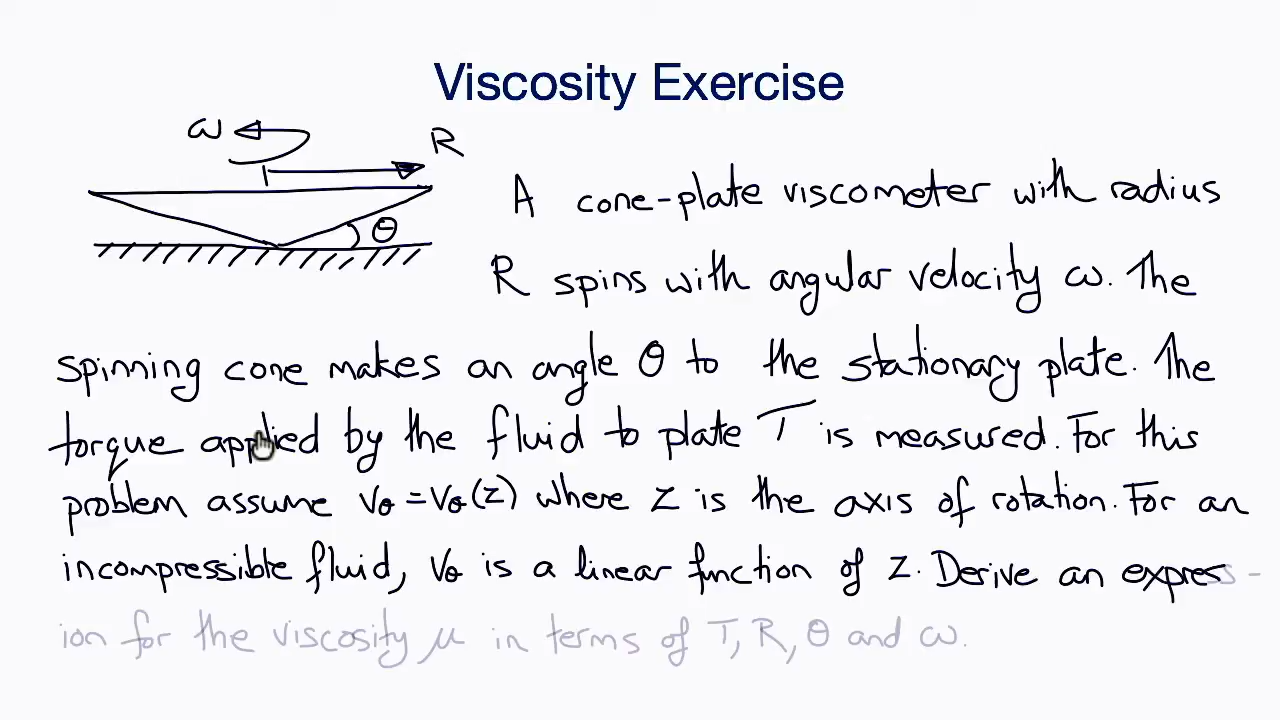 Viscosity Exercise
ω
R
θ
A cone-plate viscometer with radius
R spins with angular velocity ω. The
spinning cone makes an angle θ to the stationary plate. The
torque applied by the fluid to plate T is measured. For this
problem assume vθ = vθ(z) where z is the axis of rotation. For an
incompressible fluid, vθ is a linear function of z. Derive an express-
ion for the viscosity μ in terms of T, R, θ and ω.